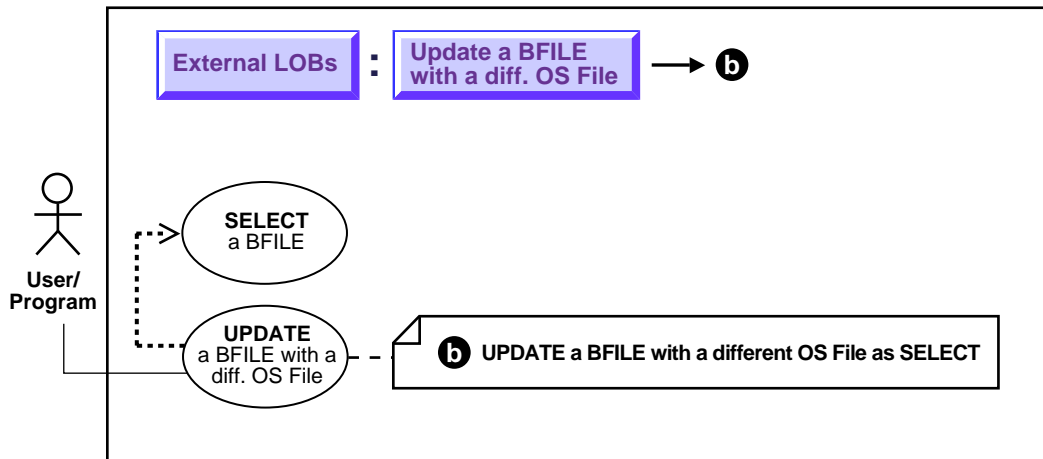 External LOBs : Update a BFILE
with a diff. OS File b
SELECT
a BFILE
User/
Program
UPDATE
a BFILE with a
diff. OS File
b UPDATE a BFILE with a different OS File as SELECT